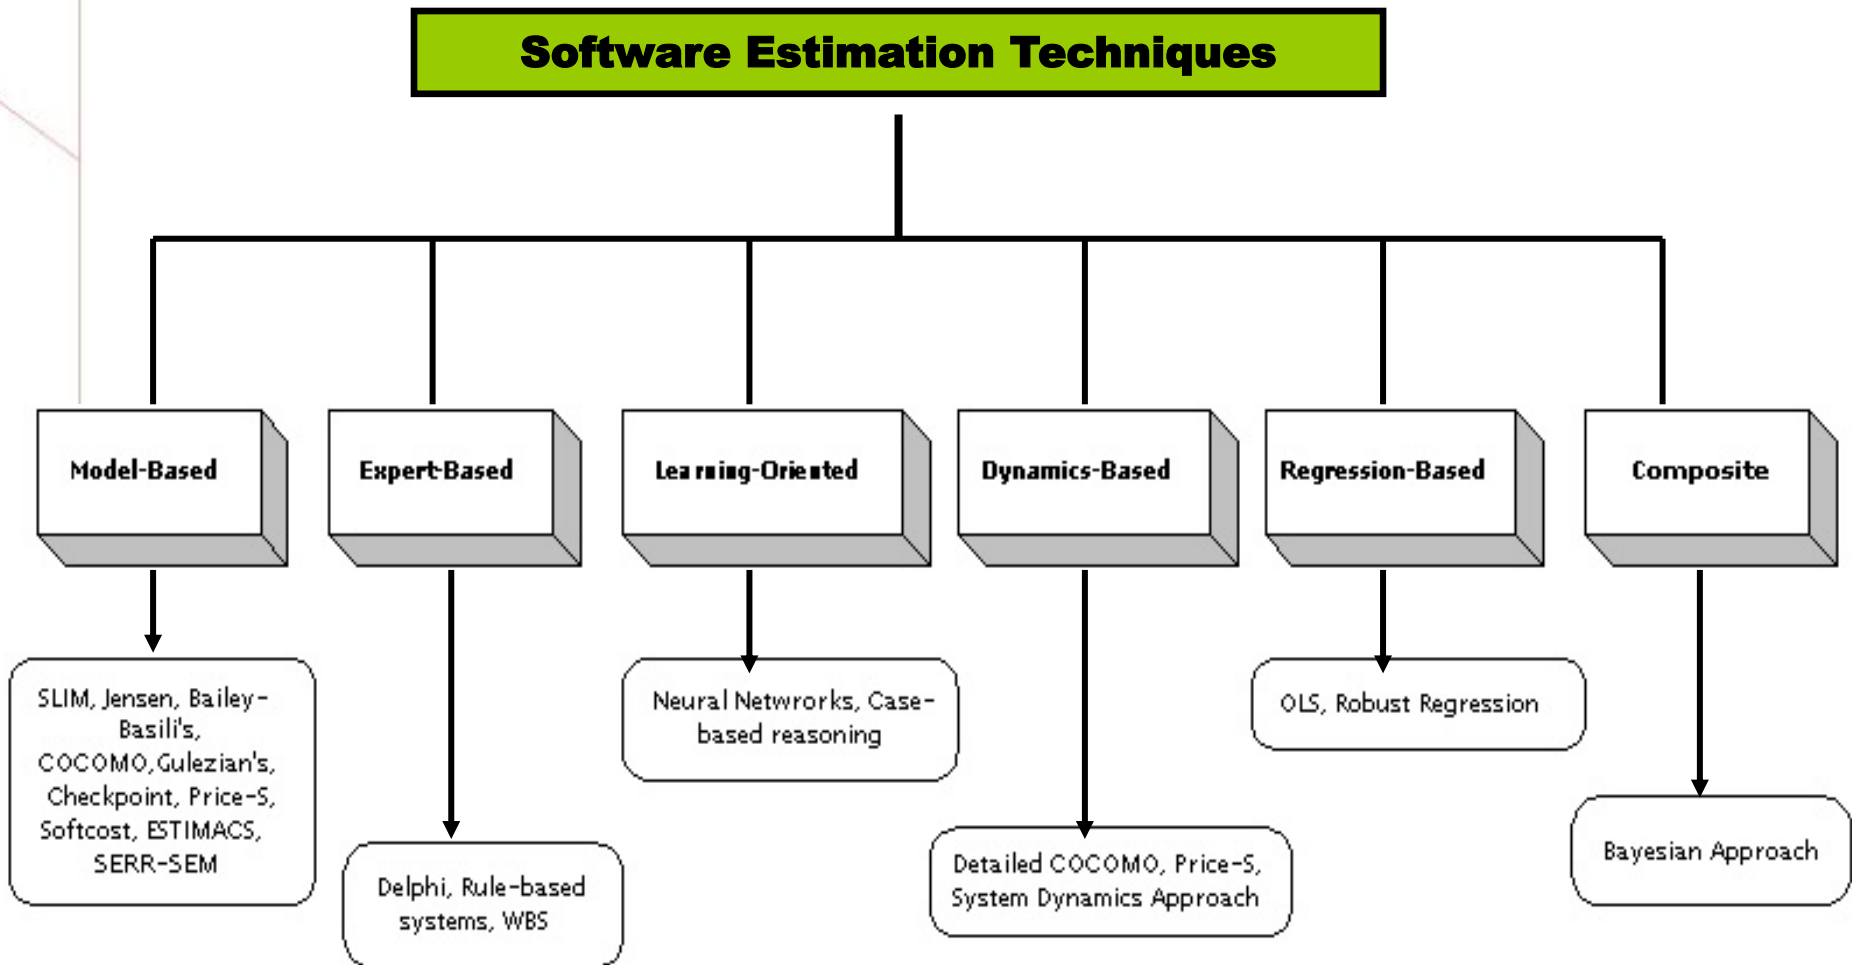 Software Estimation Techniques
Model-Based
Expert-Based
Learning-Oriented
Dynamics-Based
Regression-Based
Composite
SLIM, Jensen, Bailey-
Basili's,
COCOMO,Gulezian's,
Checkpoint, Price-S,
Softcost, ESTIMACS,
SERR-SEM
Delphi, Rule-based
systems, WBS
Neural Networorks, Case-
based reasoning
Detailed COCOMO, Price-S,
System Dynamics Approach
OLS, Robust Regression
Bayesian Approach